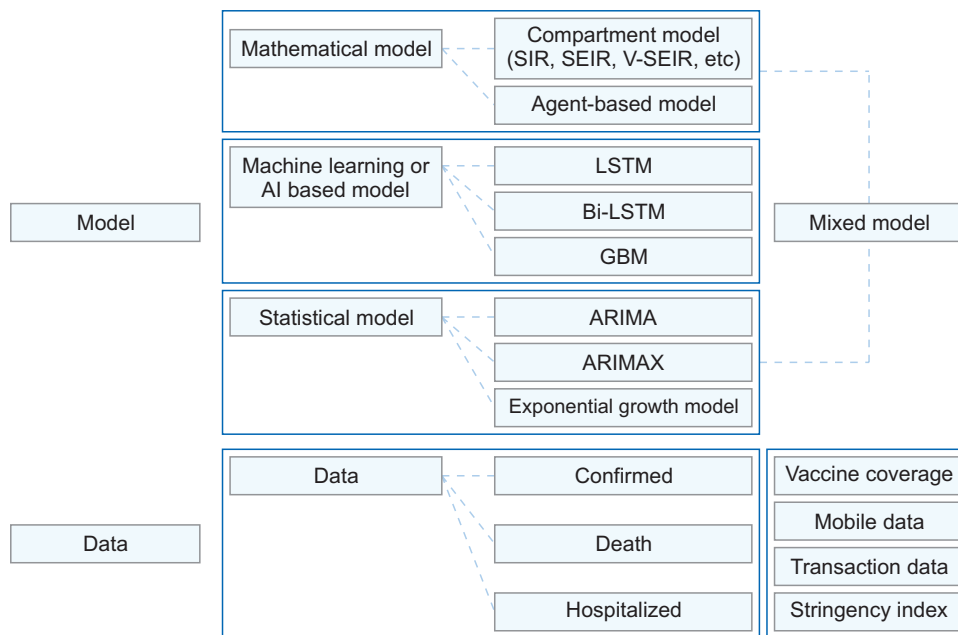 Mathematical model
Compartment model
(SIR, SEIR, V-SEIR, etc)
Agent-based model
Model
Machine learning or
AI based model
LSTM
Bi-LSTM
GBM
Mixed model
Statistical model
ARIMA
ARIMAX
Exponential growth model
Data
Data
Confirmed
Death
Hospitalized
Vaccine coverage
Mobile data
Transaction data
Stringency index